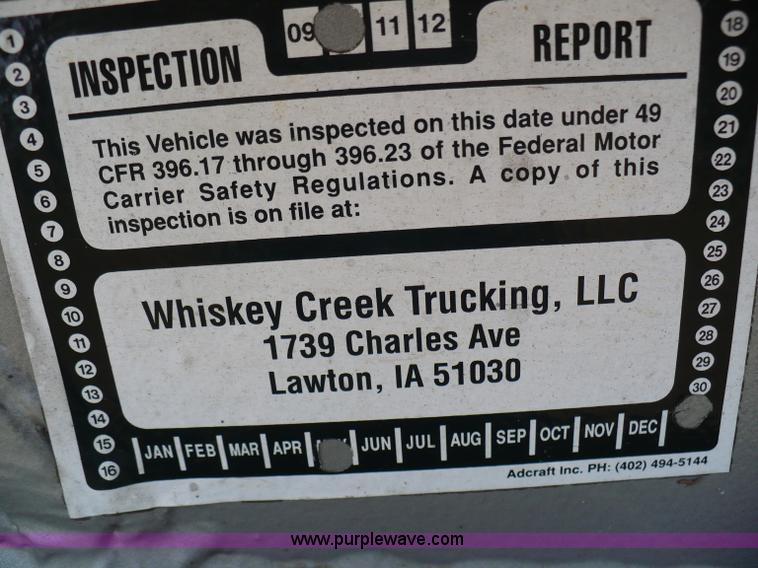 09 11 12
INSPECTION REPORT
This Vehicle was inspected on this date under 49
CFR 396.17 through 396.23 of the Federal Motor
Carrier Safety Regulations. A copy of this
inspection is on file at:
Whiskey Creek Trucking, LLC
1739 Charles Ave
Lawton, IA 51030
1
2
3
4
5
6
7
8
9
10
11
12
13
14
15
16
18
19
20
21
22
23
24
25
26
27
28
29
30
JAN FEB MAR APR JUN JUL AUG SEP OCT NOV DEC
Adcraft Inc. PH: (402) 494-5144
www.purplewave.com